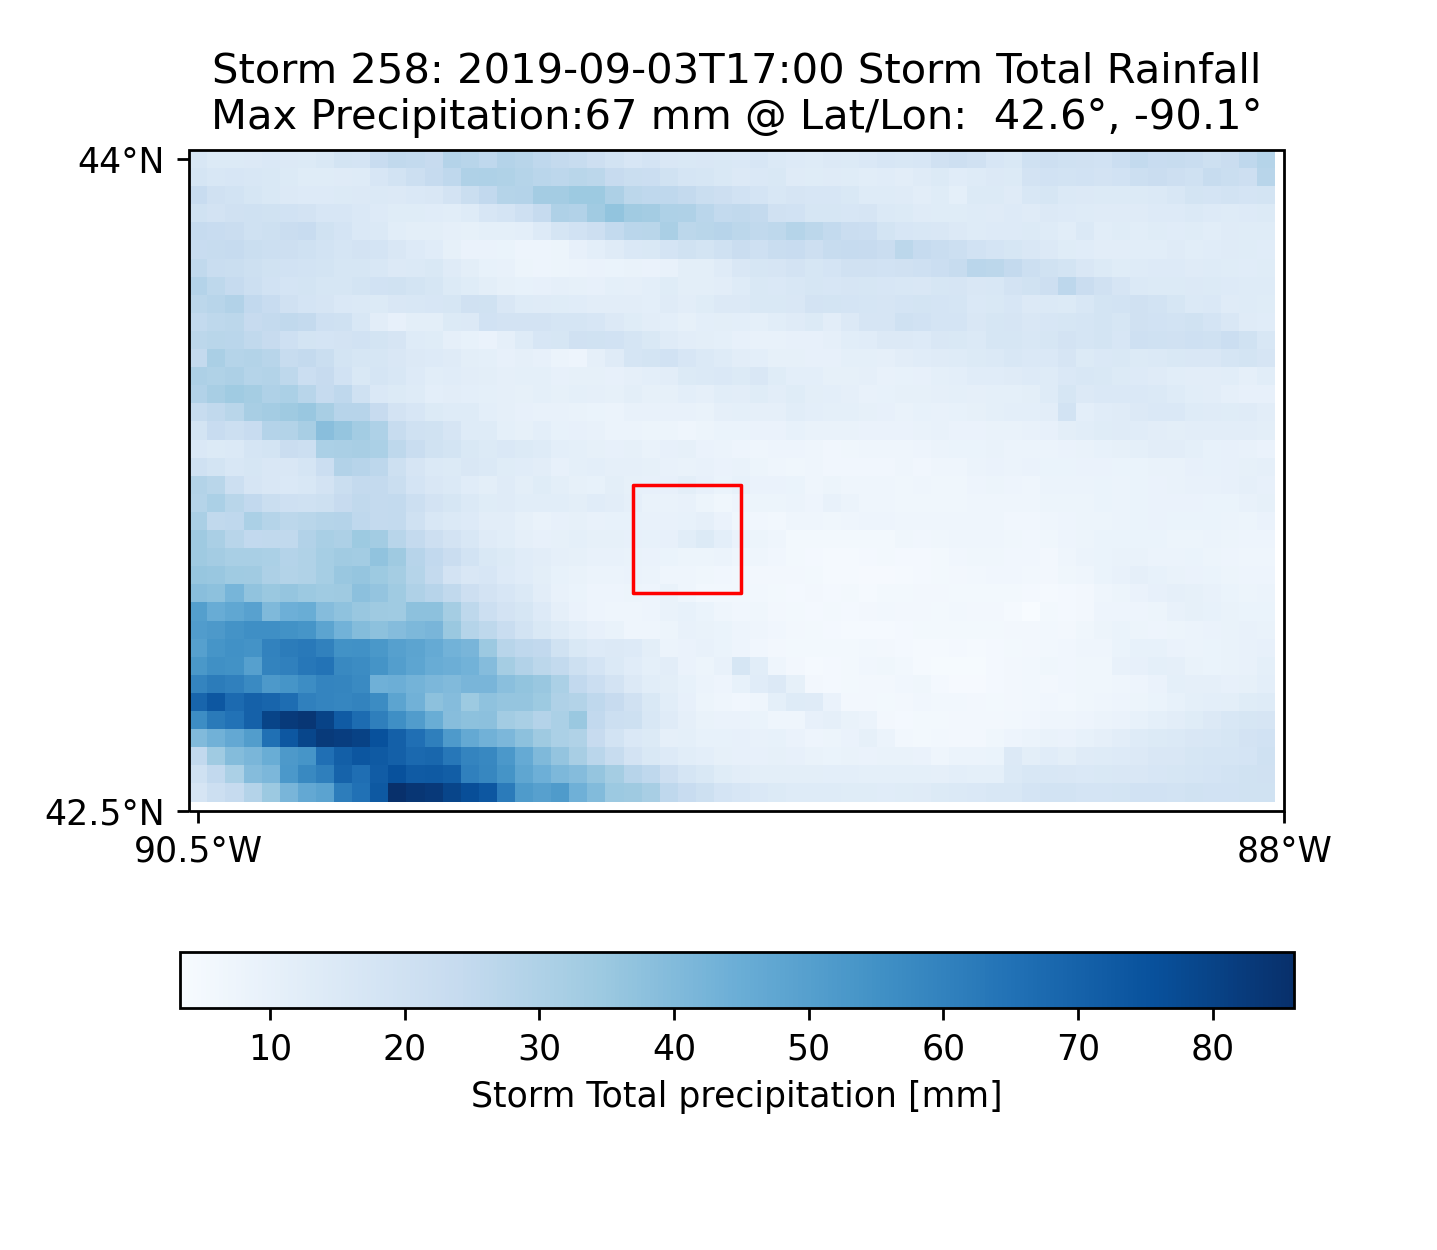 Storm 258: 2019-09-03T17:00 Storm Total Rainfall
Max Precipitation:67 mm @ Lat/Lon:  42.6°, -90.1°
44°N
42.5°N
90.5°W 88°W
10 20 30 40 50 60 70 80
Storm Total precipitation [mm]